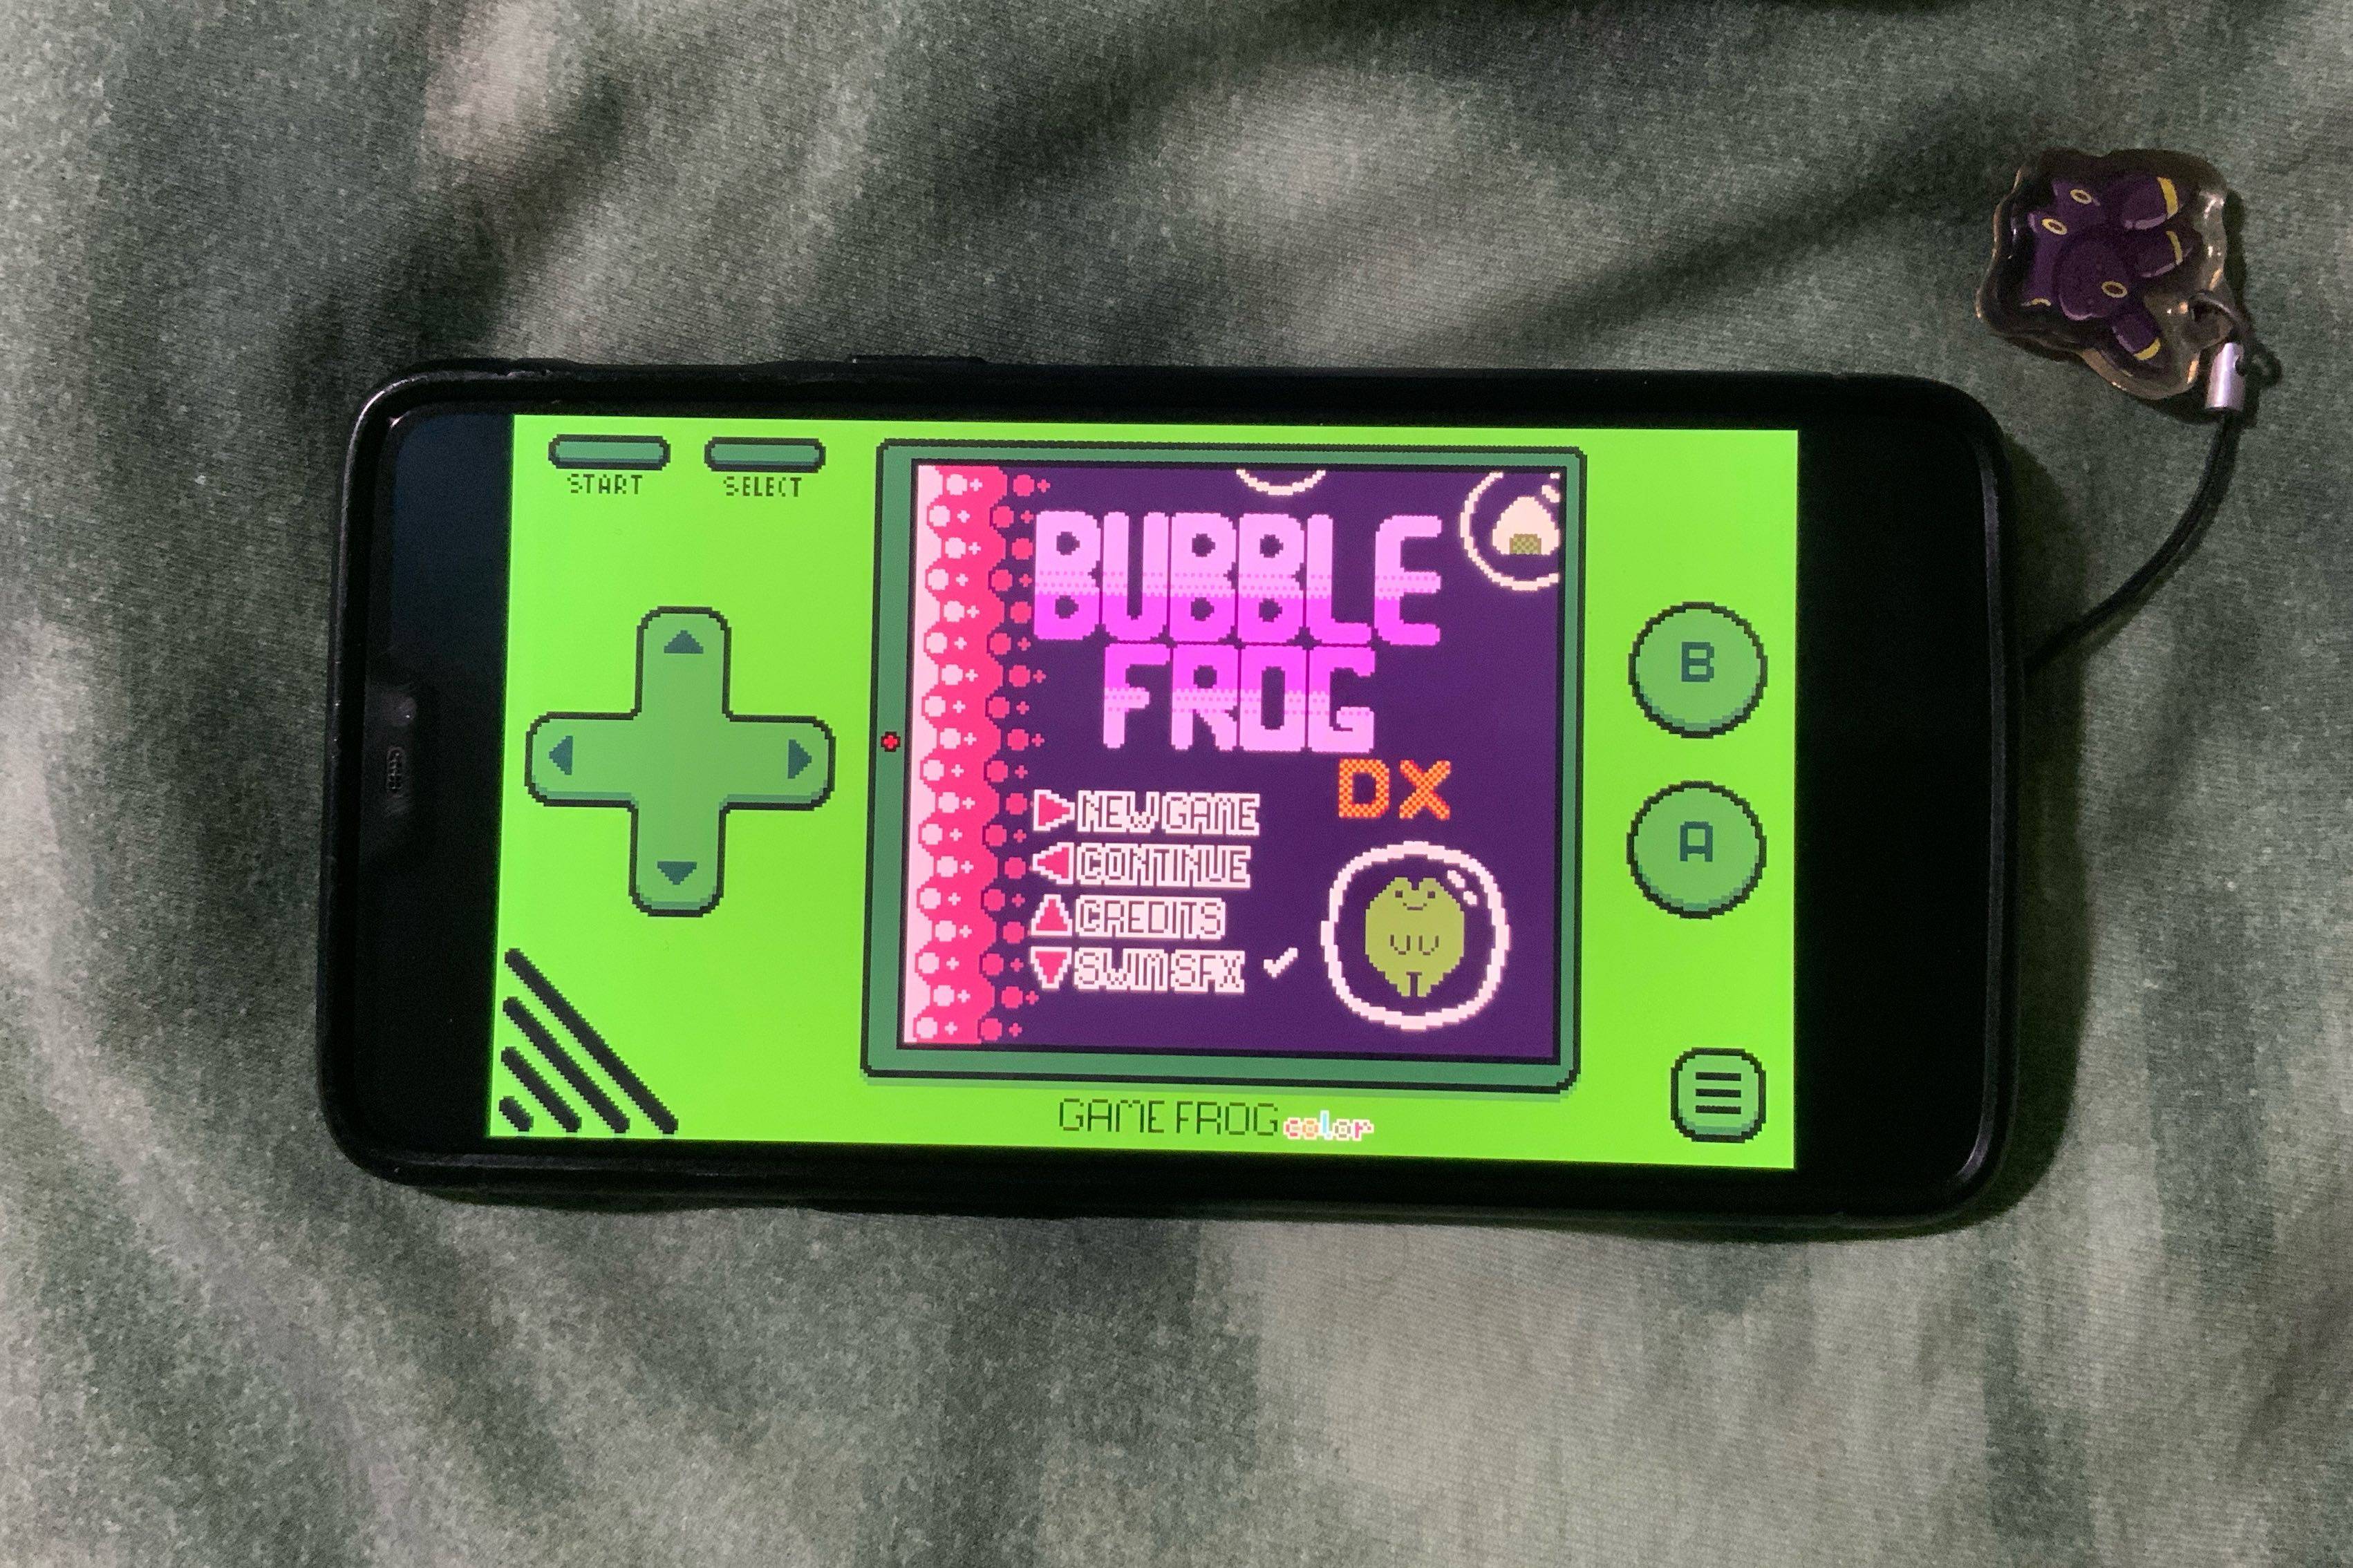 START SELECT
BUBBLE
FROG
DX
NEW GAME
CONTINUE
CREDITS
SWIM SFX
B
A
GAME FROG color